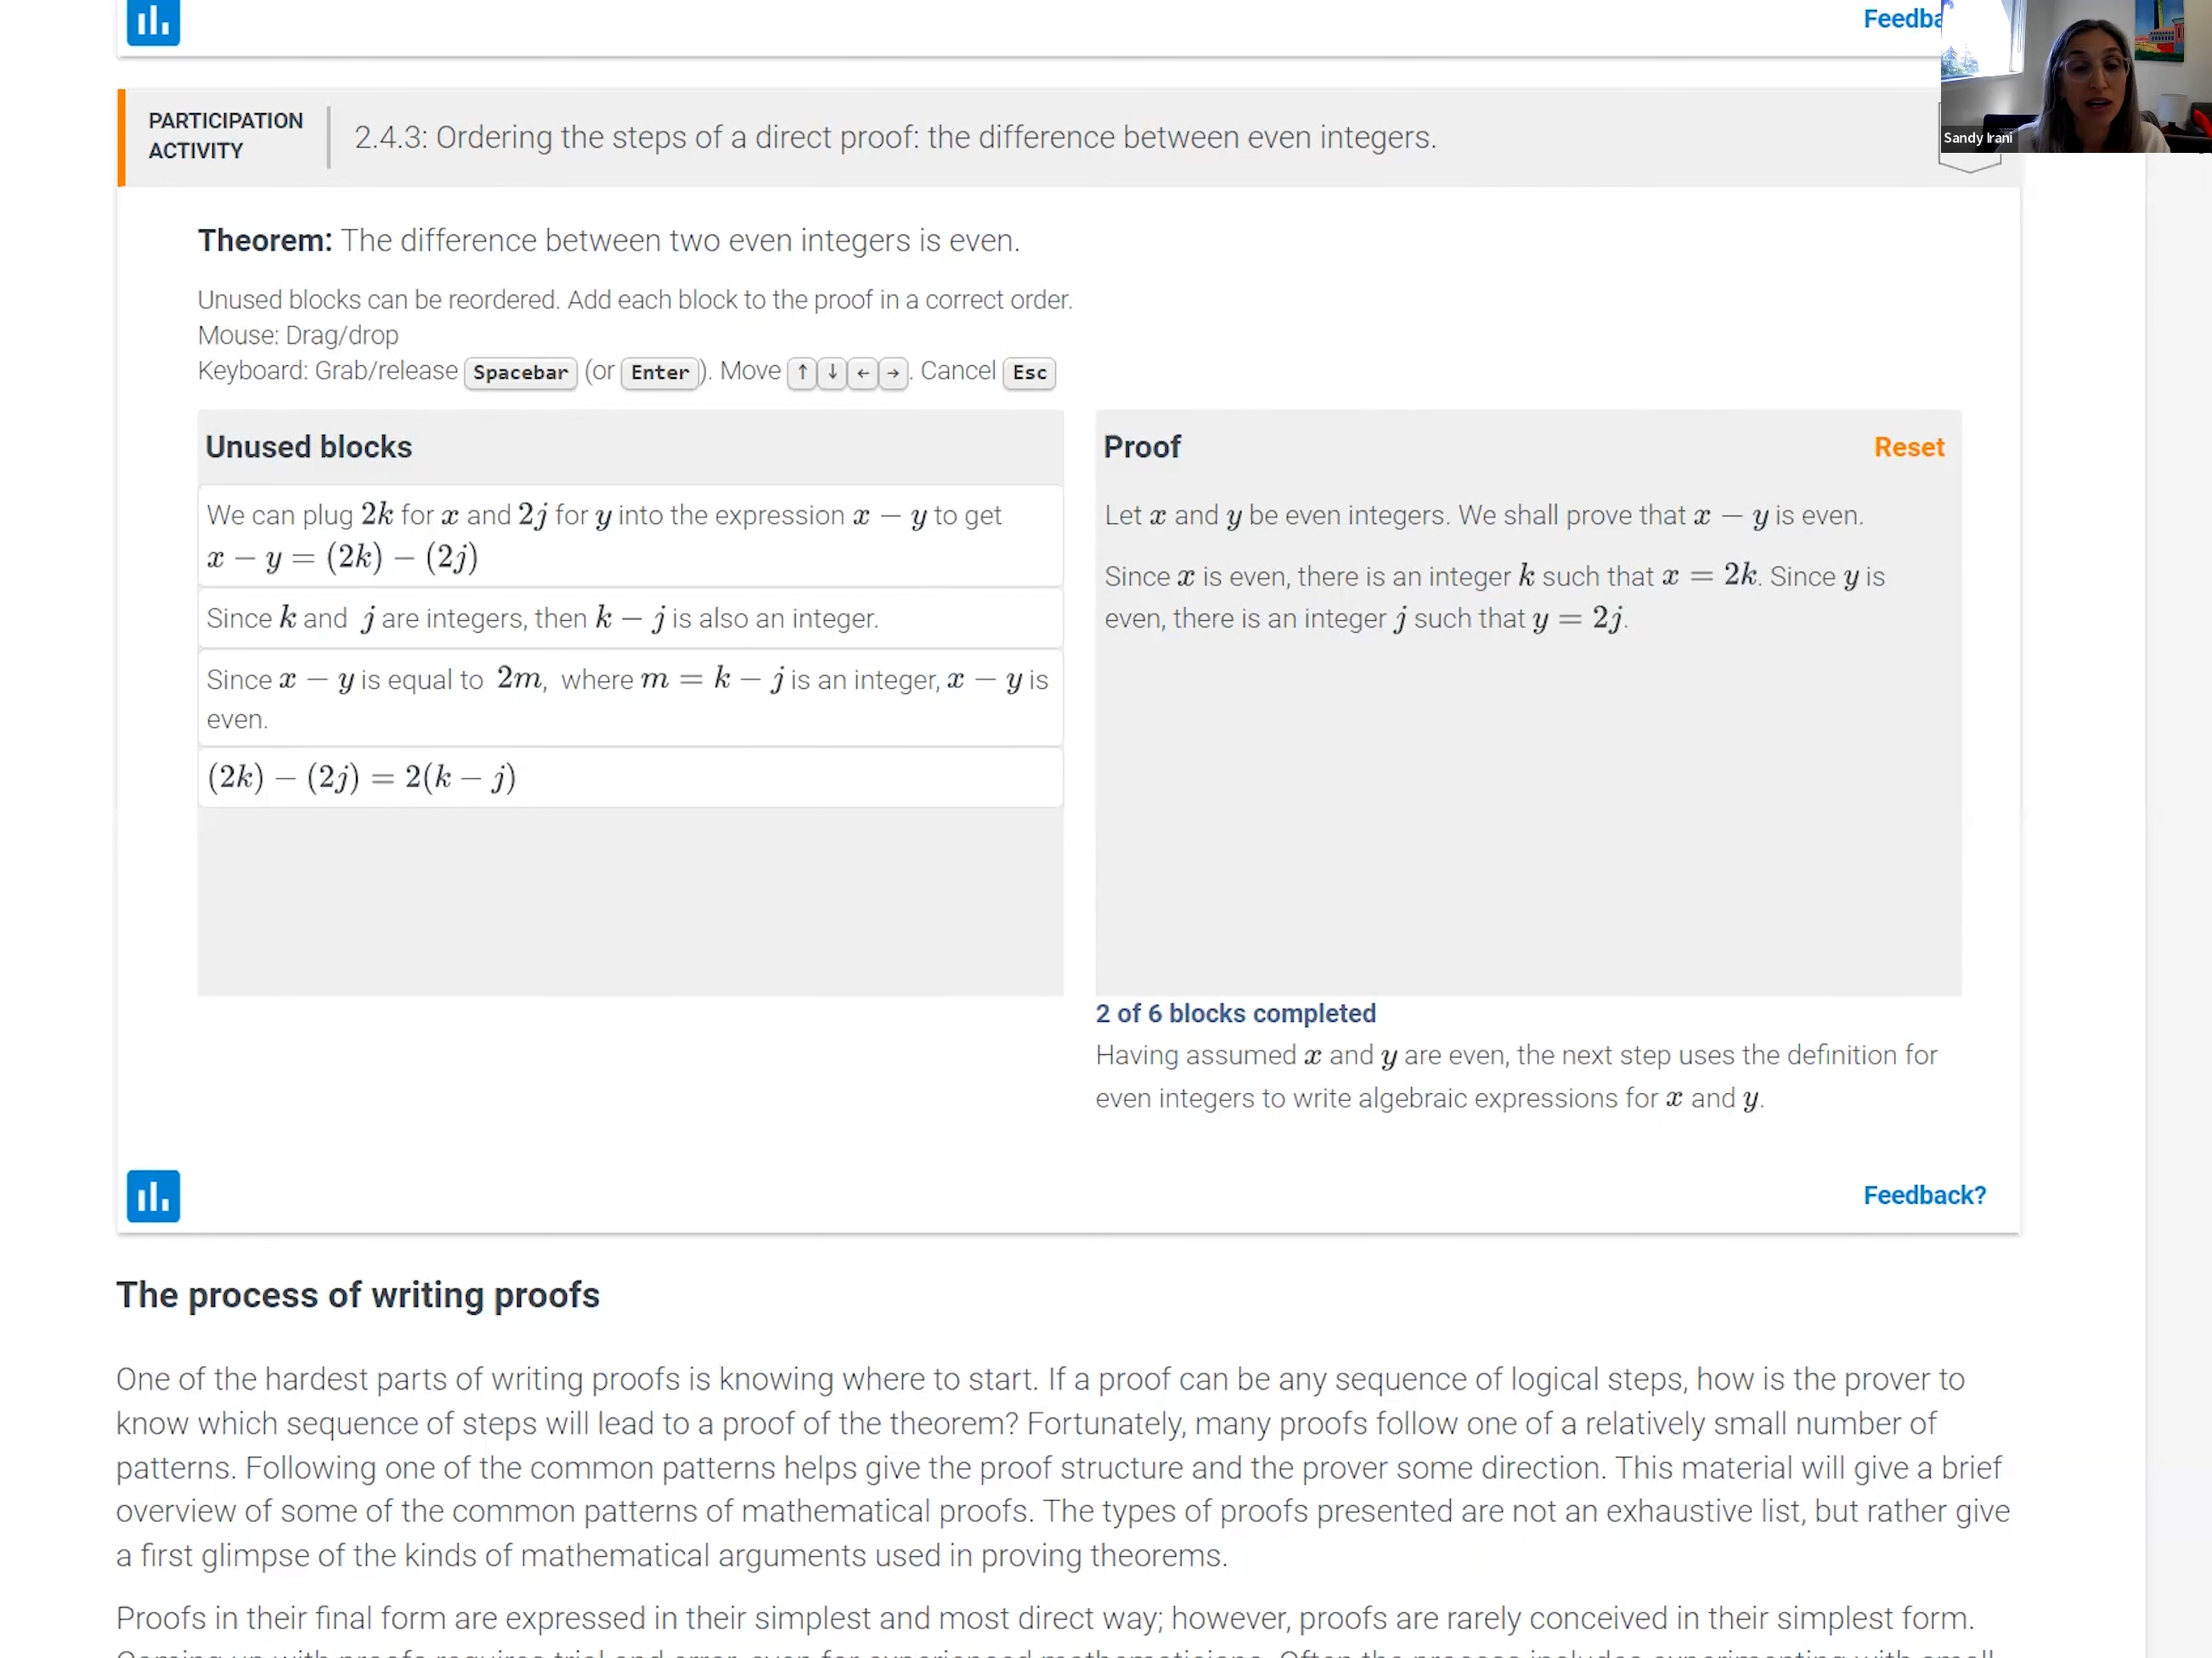 Feedba
Sandy Irani
PARTICIPATION
ACTIVITY
2.4.3: Ordering the steps of a direct proof: the difference between even integers.
Theorem: The difference between two even integers is even.
Unused blocks can be reordered. Add each block to the proof in a correct order.
Mouse: Drag/drop
Keyboard: Grab/release Spacebar (or Enter). Move ↑ ↓ ← →. Cancel Esc
Unused blocks
We can plug 2k for x and 2j for y into the expression x − y to get
x − y = (2k) − (2j)
Since k and j are integers, then k − j is also an integer.
Since x − y is equal to 2m, where m = k − j is an integer, x − y is
even.
(2k) − (2j) = 2(k − j)
Proof
Reset
Let x and y be even integers. We shall prove that x − y is even.
Since x is even, there is an integer k such that x = 2k. Since y is
even, there is an integer j such that y = 2j.
2 of 6 blocks completed
Having assumed x and y are even, the next step uses the definition for
even integers to write algebraic expressions for x and y.
Feedback?
The process of writing proofs
One of the hardest parts of writing proofs is knowing where to start. If a proof can be any sequence of logical steps, how is the prover to
know which sequence of steps will lead to a proof of the theorem? Fortunately, many proofs follow one of a relatively small number of
patterns. Following one of the common patterns helps give the proof structure and the prover some direction. This material will give a brief
overview of some of the common patterns of mathematical proofs. The types of proofs presented are not an exhaustive list, but rather give
a first glimpse of the kinds of mathematical arguments used in proving theorems.
Proofs in their final form are expressed in their simplest and most direct way; however, proofs are rarely conceived in their simplest form.